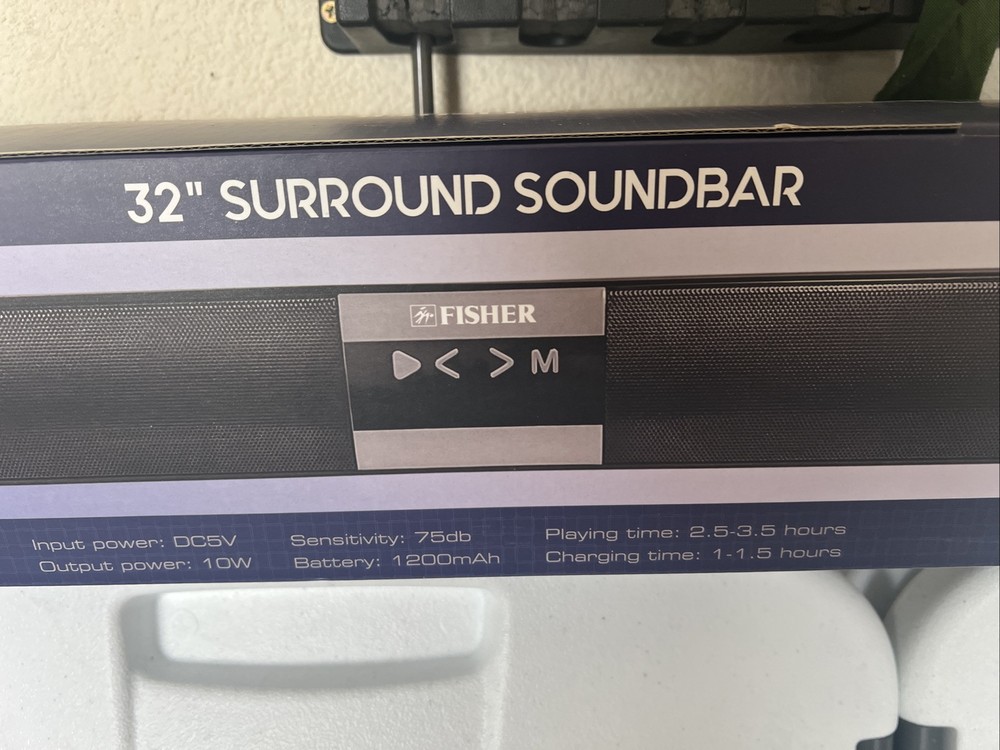 32" SURROUND SOUNDBAR
FISHER
M
Input power: DC5V
Output power: 10W
Sensitivity: 75db
Battery: 1200mAh
Playing time: 2.5-3.5 hours
Charging time: 1-1.5 hours